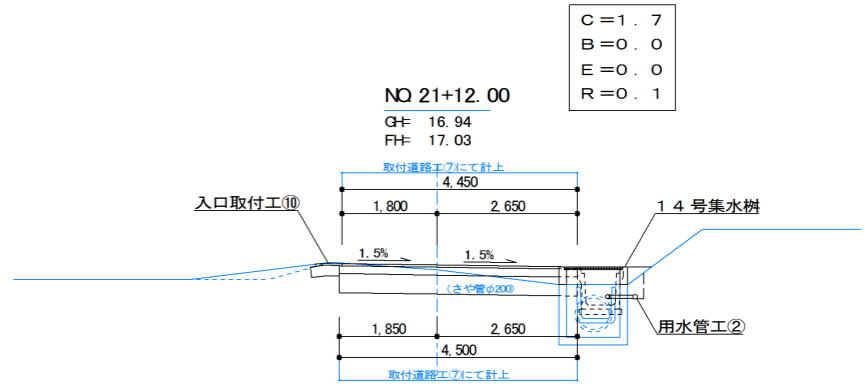 C=1.7
B=0.0
E=0.0
R=0.1
NO.21+12.00
GH= 16.94
FH= 17.03
取付道路工⑦にて計上
4,450
入口取付工⑩
1,800
2,650
14号集水桝
1.5%
1.5%
(さや管φ200)
1,850
2,650
用水管工②
4,500
取付道路工⑦にて計上